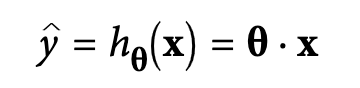 ŷ = h_𝛉(𝐱) = 𝛉 · 𝐱